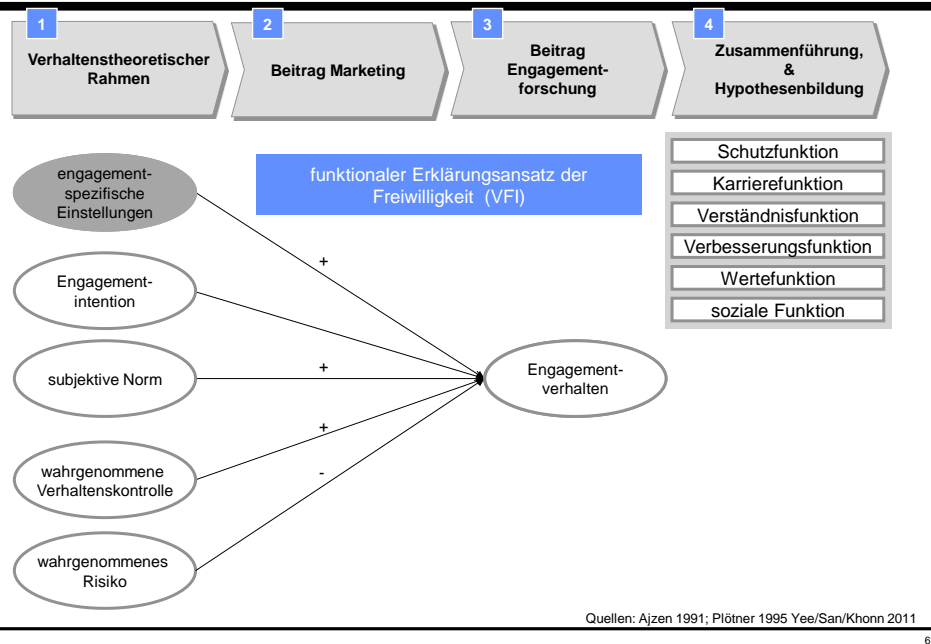 1
Verhaltenstheoretischer
Rahmen
2
Beitrag Marketing
3
Beitrag
Engagement-
forschung
4
Zusammenführung,
&
Hypothesenbildung
engagement-
spezifische
Einstellungen
funktionaler Erklärungsansatz der
Freiwilligkeit (VFI)
Schutzfunktion
Karrierefunktion
Verständnisfunktion
Verbesserungsfunktion
Wertefunktion
soziale Funktion
+
Engagement-
intention
+
subjektive Norm
Engagement-
verhalten
+
-
wahrgenommene
Verhaltenskontrolle
wahrgenommenes
Risiko
Quellen: Ajzen 1991; Plötner 1995 Yee/San/Khonn 2011
6